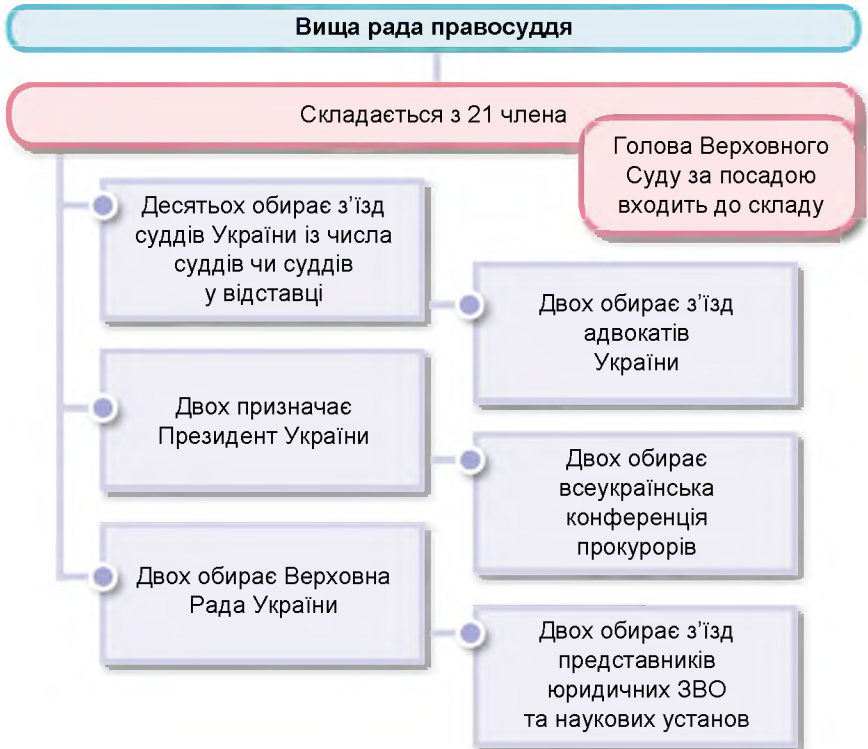 Вища рада правосуддя
Складається з 21 члена
Голова Верховного
Суду за посадою
входить до складу
Десятьох обирає з’їзд
суддів України із числа
суддів чи суддів
у відставці
Двох обирає з’їзд
адвокатів
України
Двох призначає
Президент України
Двох обирає
всеукраїнська
конференція
прокурорів
Двох обирає Верховна
Рада України
Двох обирає з’їзд
представників
юридичних ЗВО
та наукових установ